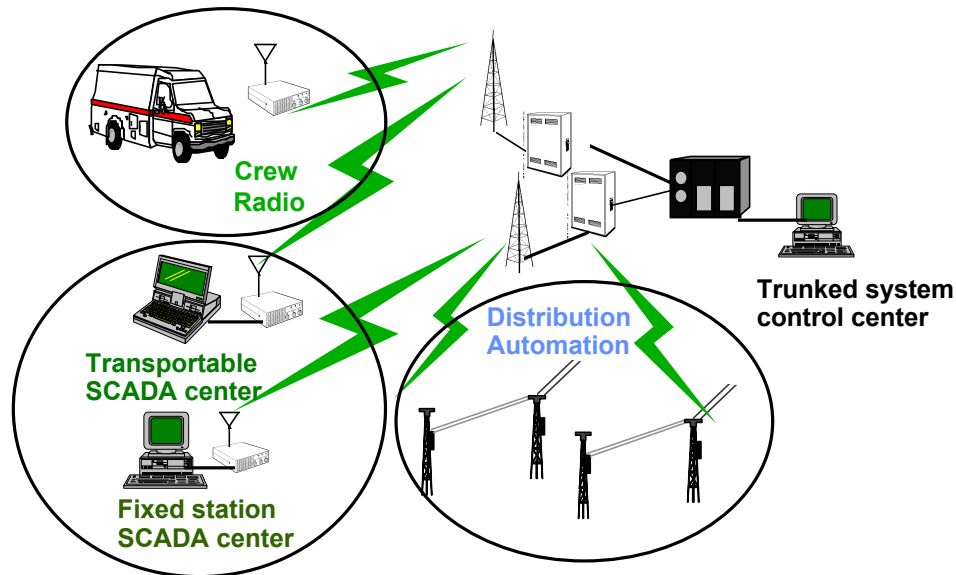 Crew
Radio
Distribution
Automation
Trunked system
control center
Transportable
SCADA center
Fixed station
SCADA center